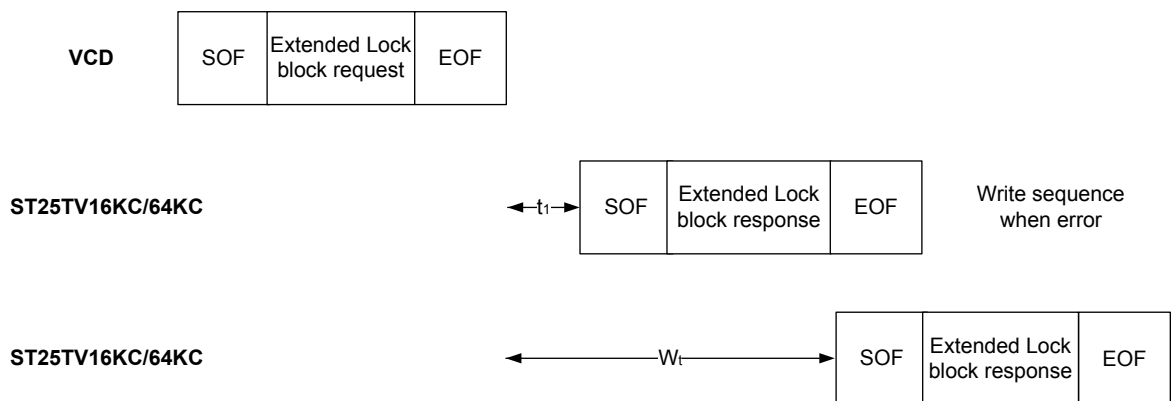 VCD
SOF
Extended Lock
block request
EOF
ST25TV16KC/64KC
t1
SOF
Extended Lock
block response
EOF
Write sequence
when error
ST25TV16KC/64KC
Wt
SOF
Extended Lock
block response
EOF